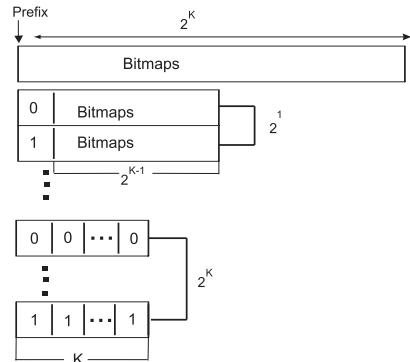 Prefix
2^K
Bitmaps
0 Bitmaps
1 Bitmaps
2^1
2^K-1
0 0 ... 0
2^K
1 1 ... 1
K